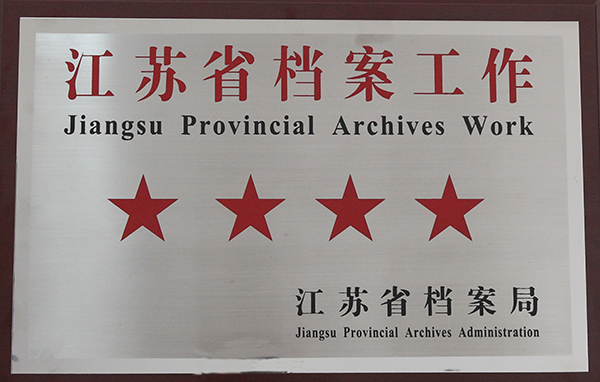 江苏省档案工作
Jiangsu Provincial Archives Work
江苏省档案局
Jiangsu Provincial Archives Administration